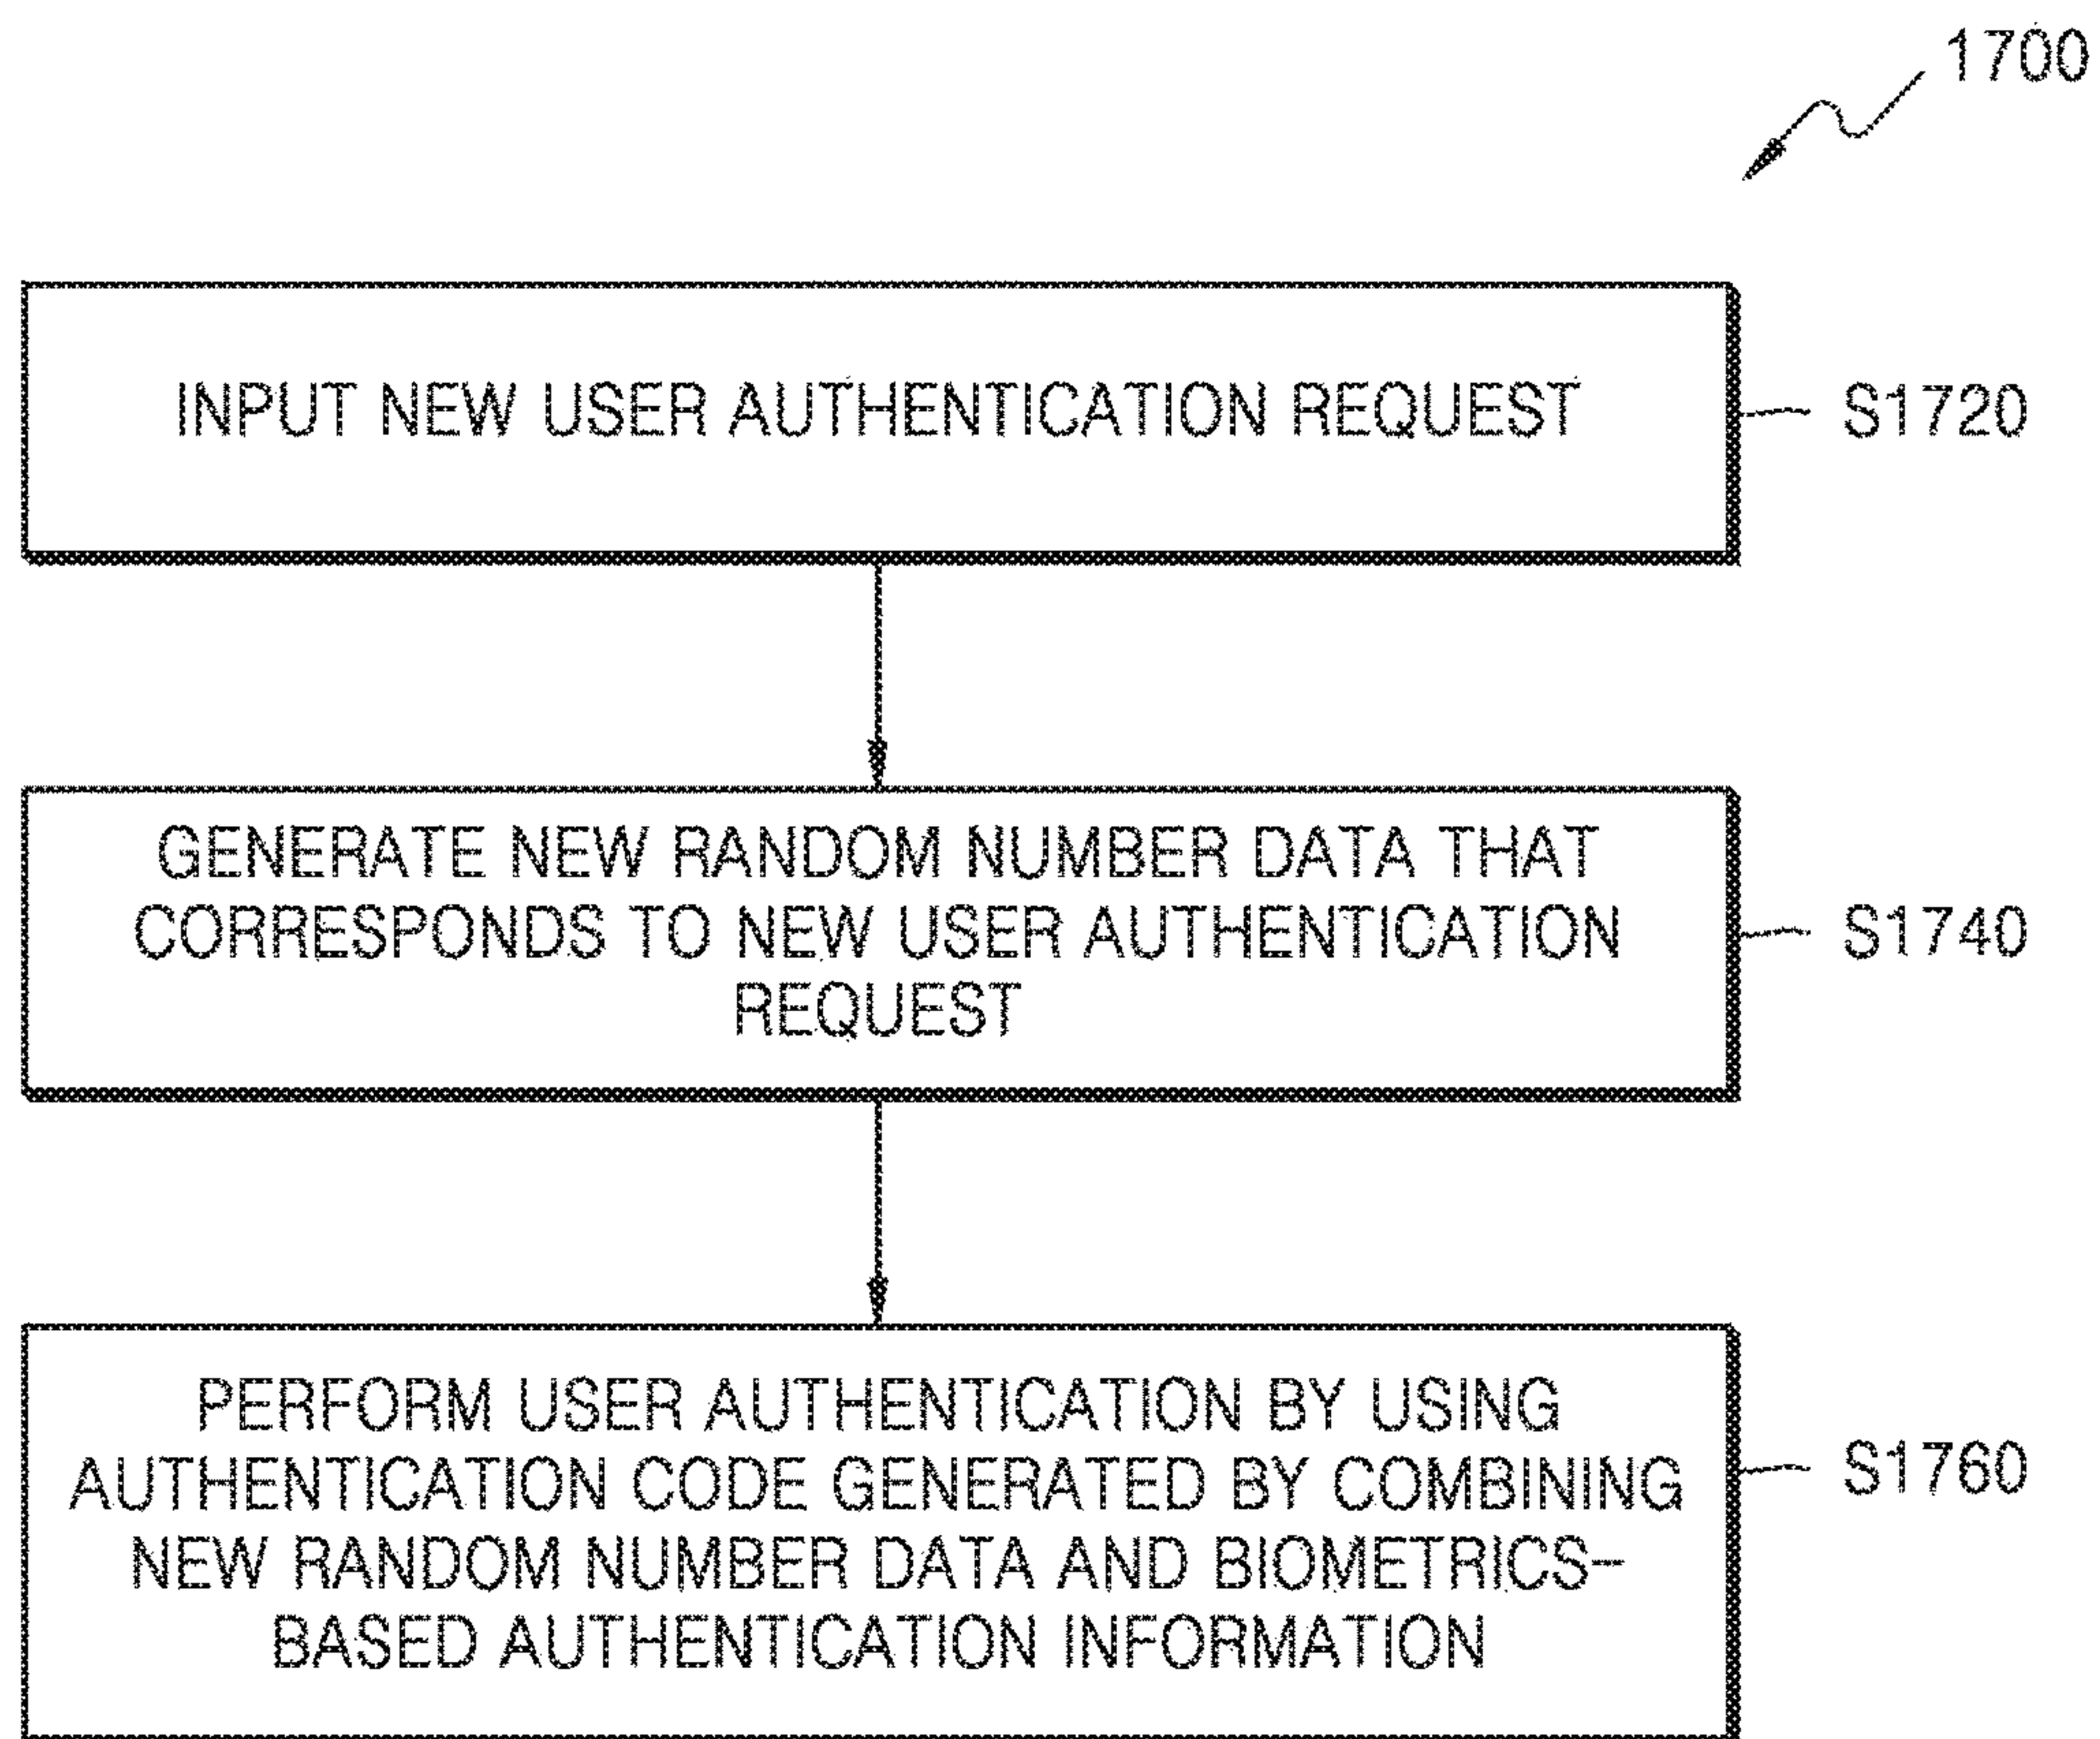 1700
INPUT NEW USER AUTHENTICATION REQUEST
S1720
GENERATE NEW RANDOM NUMBER DATA THAT
CORRESPONDS TO NEW USER AUTHENTICATION
REQUEST
S1740
PERFORM USER AUTHENTICATION BY USING
AUTHENTICATION CODE GENERATED BY COMBINING
NEW RANDOM NUMBER DATA AND BIOMETRICS-
BASED AUTHENTICATION INFORMATION
S1760